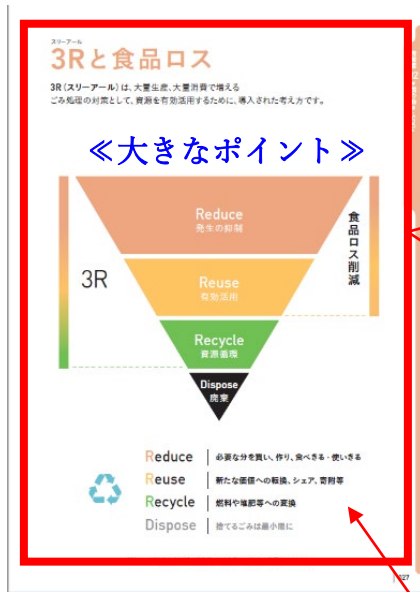 スリーアール
3Rと食品ロス
3R(スリーアール)は、大量生産、大量消費で増える
ごみ処理の対策として、資源を有効活用するために、導入された考え方です。
≪大きなポイント≫
Reduce
発生の抑制
食品ロス削減
3R
Reuse
有効活用
Recycle
資源循環
Dispose
廃棄
Reduce 必要な分を買い、作り、食べきる・使いきる
Reuse 新たな価値への転換、シェア、寄附等
Recycle 燃料や堆肥等への変換
Dispose 捨てるごみは最小限に